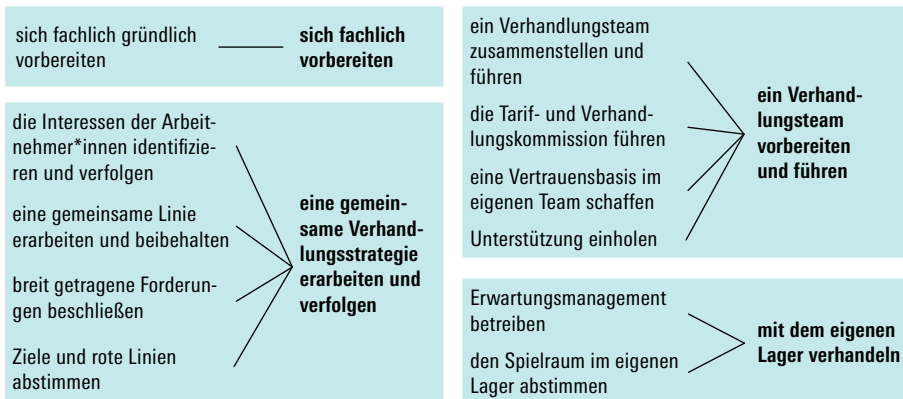 sich fachlich gründlich
vorbereiten
sich fachlich
vorbereiten
die Interessen der Arbeit-
nehmer*innen identifizie-
ren und verfolgen
eine gemeinsame Linie
erarbeiten und beibehalten
breit getragene Forderun-
gen beschließen
Ziele und rote Linien
abstimmen
eine gemein-
same Verhand-
lungsstrategie
erarbeiten und
verfolgen
ein Verhandlungsteam
zusammenstellen und
führen
die Tarif- und Verhand-
lungskommission führen
eine Vertrauensbasis im
eigenen Team schaffen
Unterstützung einholen
ein Verhand-
lungsteam
vorbereiten
und führen
Erwartungsmanagement
betreiben
den Spielraum im eigenen
Lager abstimmen
mit dem eigenen
Lager verhandeln